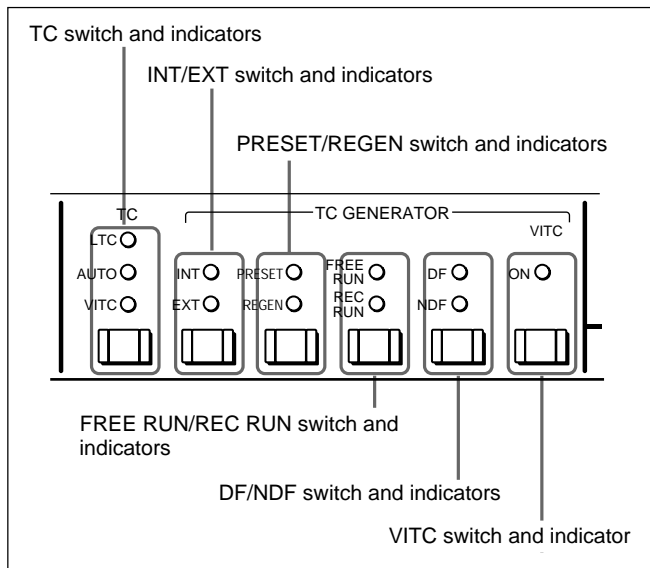 TC switch and indicators
INT/EXT switch and indicators
PRESET/REGEN switch and indicators
TC
TC GENERATOR
VITC
LTC
AUTO
VITC
INT
EXT
PRESET
REGEN
FREE
RUN
REC
RUN
DF
NDF
ON
FREE RUN/REC RUN switch and
indicators
DF/NDF switch and indicators
VITC switch and indicator